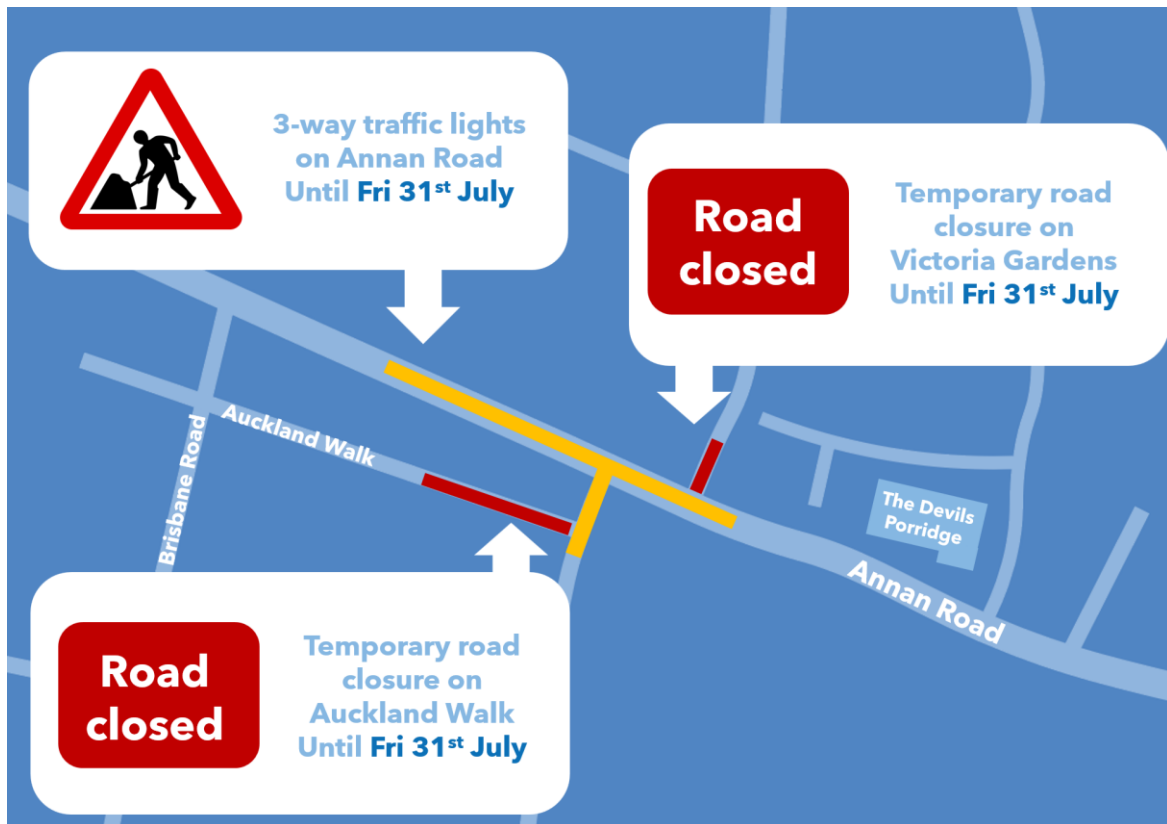 3-way traffic lights
on Annan Road
Until Fri 31st July
Road
closed
Temporary road
closure on
Victoria Gardens
Until Fri 31st July
Auckland Walk
Brisbane Road
The Devils
Porridge
Annan Road
Road
closed
Temporary road
closure on
Auckland Walk
Until Fri 31st July